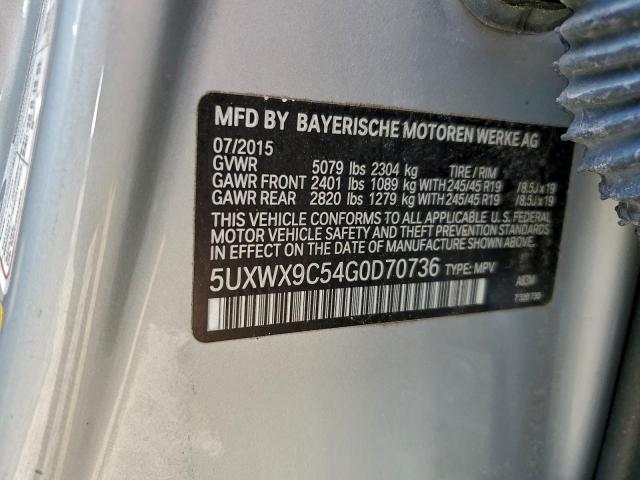 MFD BY BAYERISCHE MOTOREN WERKE AG
07/2015
GVWR 5079 lbs 2304 kg TIRE / RIM
GAWR FRONT 2401 lbs 1089 kg WITH 245/45 R19 /8.5J x 19
GAWR REAR 2820 lbs 1279 kg WITH 245/45 R19 /8.5J x 19
THIS VEHICLE CONFORMS TO ALL APPLICABLE U. S. FEDERAL
MOTOR VEHICLE SAFETY AND THEFT PREVENTION STANDARDS
IN EFFECT ON THE DATE OF MANUFACTURE SHOWN ABOVE.
5UXWX9C54G0D70736 TYPE: MPV